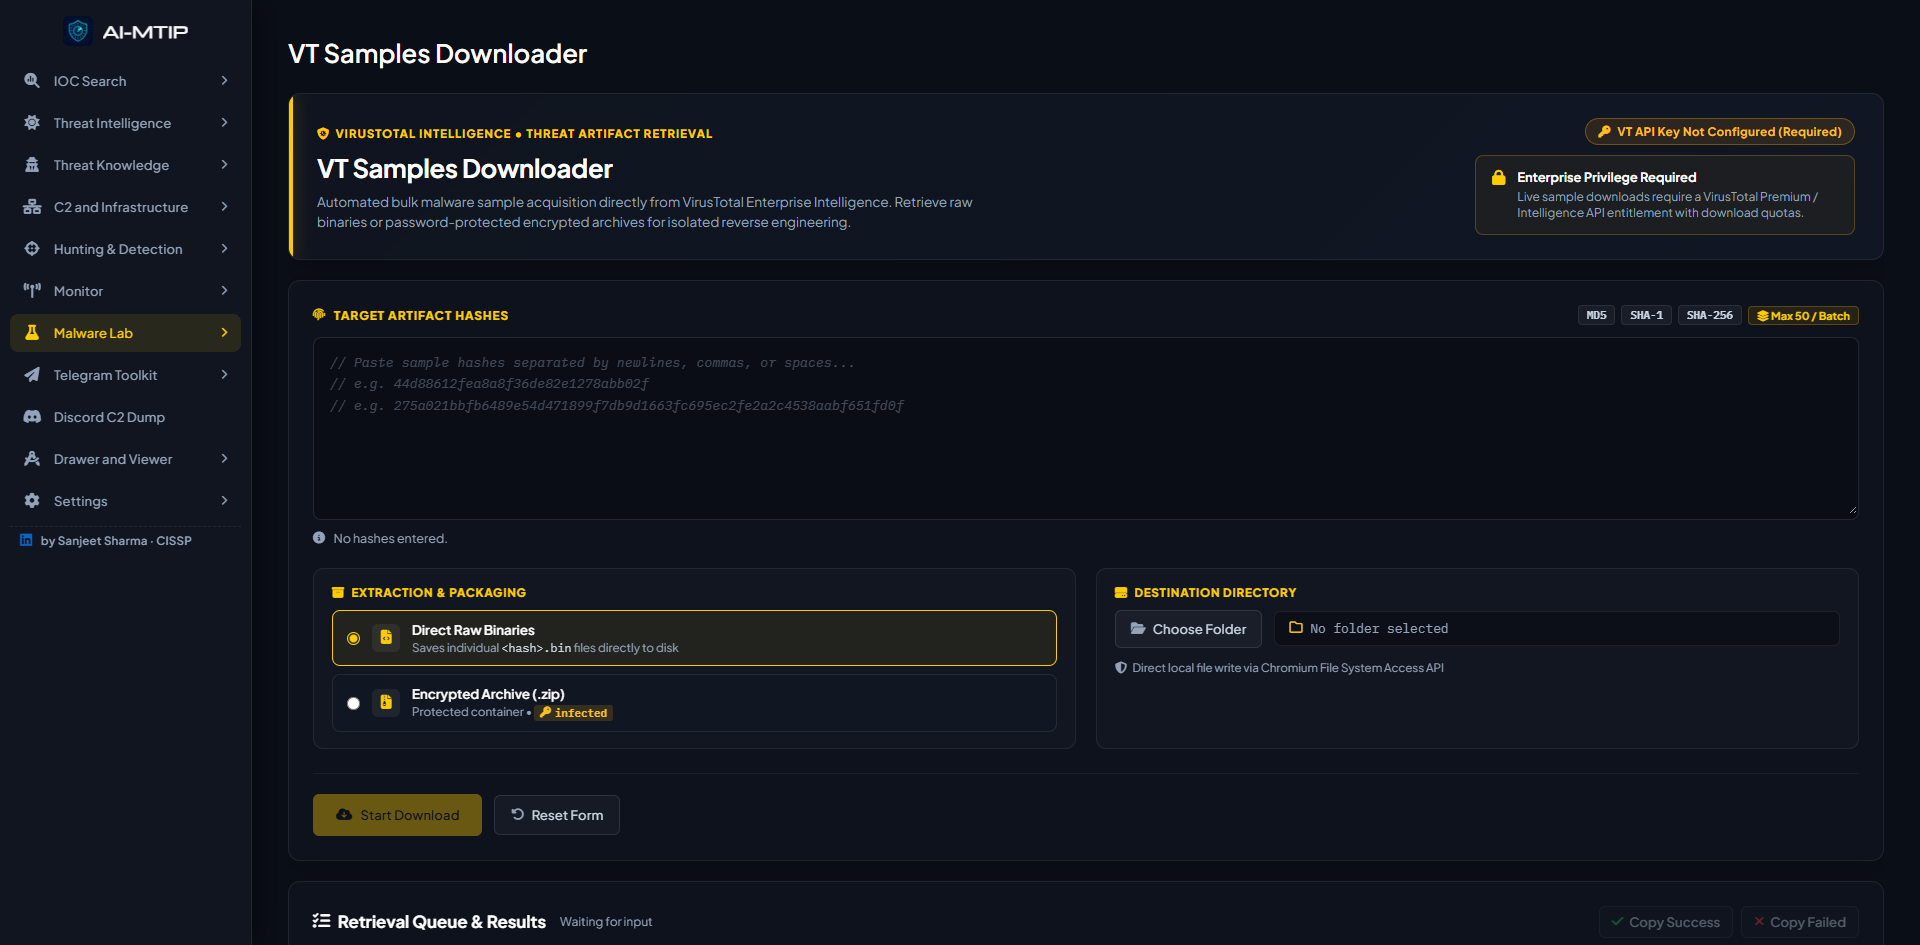 AI-MTIP
IOC Search
Threat Intelligence
Threat Knowledge
C2 and Infrastructure
Hunting & Detection
Monitor
Malware Lab
Telegram Toolkit
Discord C2 Dump
Drawer and Viewer
Settings
by Sanjeet Sharma · CISSP
VT Samples Downloader
VIRUSTOTAL INTELLIGENCE • THREAT ARTIFACT RETRIEVAL
VT Samples Downloader
Automated bulk malware sample acquisition directly from VirusTotal Enterprise Intelligence. Retrieve raw
binaries or password-protected encrypted archives for isolated reverse engineering.
VT API Key Not Configured (Required)
Enterprise Privilege Required
Live sample downloads require a VirusTotal Premium /
Intelligence API entitlement with download quotas.
TARGET ARTIFACT HASHES
MD5 SHA-1 SHA-256 Max 50 / Batch
// Paste sample hashes separated by newlines, commas, or spaces...
// e.g. 44d88612fea8a8f36de82e1278abb02f
// e.g. 275a021bbfb6489e54d471899f7db9d1663fc695ec2fe2a2c4538aabf651fd0f
No hashes entered.
EXTRACTION & PACKAGING
Direct Raw Binaries
Saves individual <hash>.bin files directly to disk
Encrypted Archive (.zip)
Protected container • infected
DESTINATION DIRECTORY
Choose Folder
No folder selected
Direct local file write via Chromium File System Access API
Start Download
Reset Form
Retrieval Queue & Results Waiting for input
Copy Success
Copy Failed